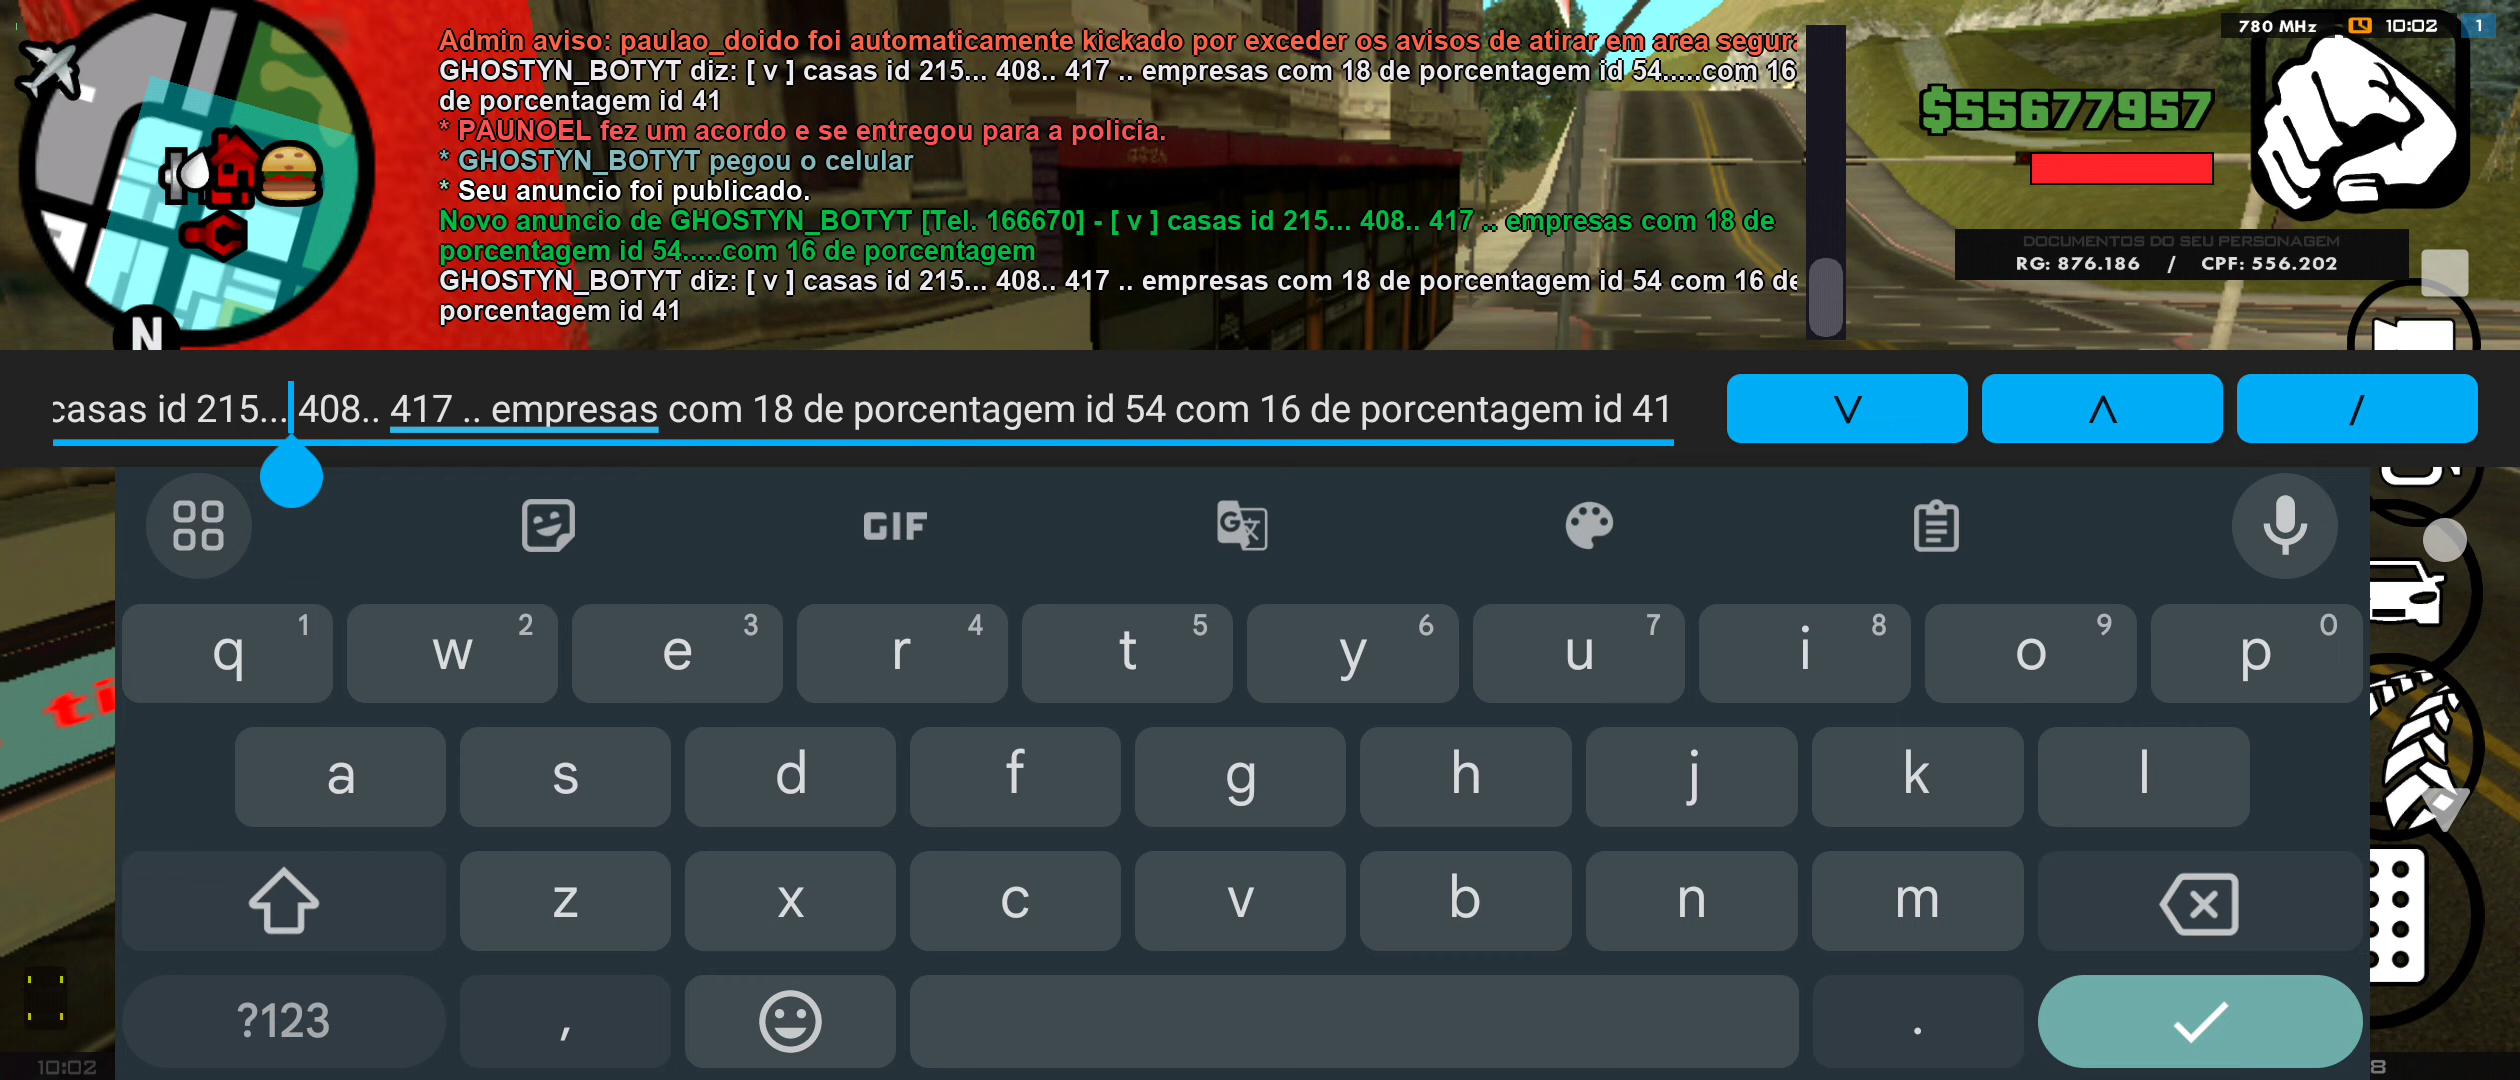 780 MHz 10:02 1
Admin aviso: paulao_doido foi automaticamente kickado por exceder os avisos de atirar em area segura
GHOSTYN_BOTYT diz: [ v ] casas id 215... 408.. 417 .. empresas com 18 de porcentagem id 54.....com 16
de porcentagem id 41
* PAUNOEL fez um acordo e se entregou para a policia.
* GHOSTYN_BOTYT pegou o celular
* Seu anuncio foi publicado.
Novo anuncio de GHOSTYN_BOTYT [Tel. 166670] - [ v ] casas id 215... 408.. 417 .. empresas com 18 de
porcentagem id 54.....com 16 de porcentagem
GHOSTYN_BOTYT diz: [ v ] casas id 215... 408.. 417 .. empresas com 18 de porcentagem id 54 com 16 de
porcentagem id 41
$55677957
DOCUMENTOS DO SEU PERSONAGEM
RG: 876.186 / CPF: 556.202
N
casas id 215... 408.. 417 .. empresas com 18 de porcentagem id 54 com 16 de porcentagem id 41
V Λ /
GIF
q 1 w 2 e 3 r 4 t 5 y 6 u 7 i 8 o 9 p 0
ti
a s d f g h j k l
z x c v b n m
?123 , .
10:02
8